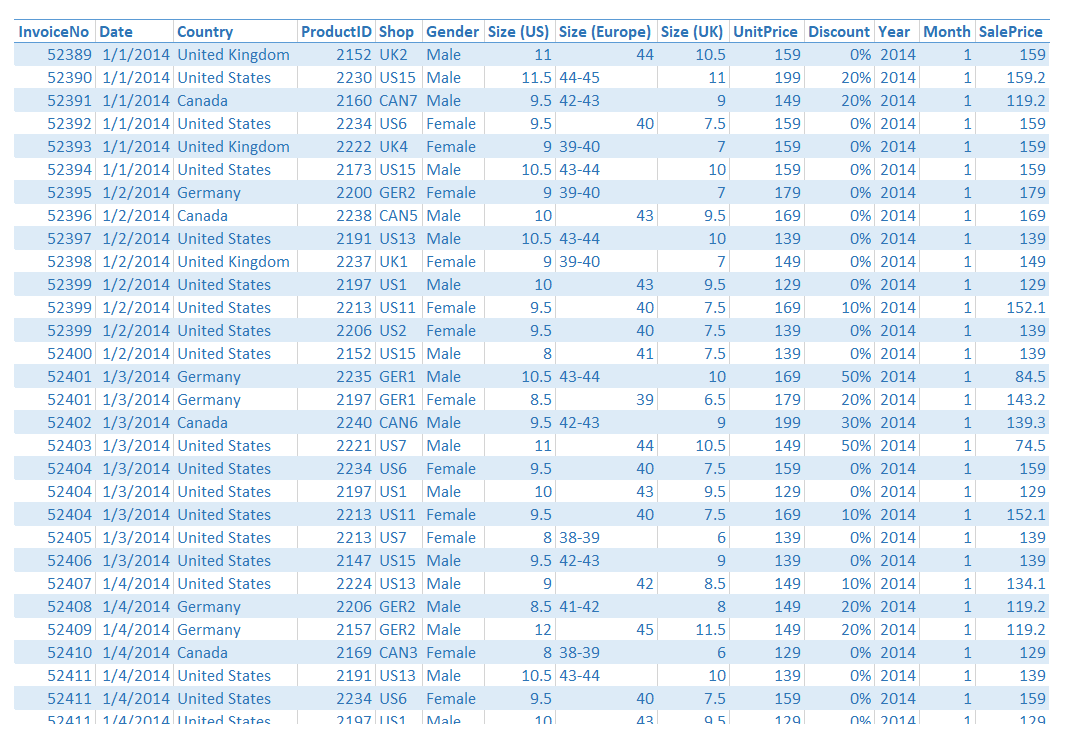 InvoiceNo Date Country ProductID Shop Gender Size (US) Size (Europe) Size (UK) UnitPrice Discount Year Month SalePrice
52389 1/1/2014 United Kingdom 2152 UK2 Male 11 44 10.5 159 0% 2014 1 159
52390 1/1/2014 United States 2230 US15 Male 11.5 44-45 11 199 20% 2014 1 159.2
52391 1/1/2014 Canada 2160 CAN7 Male 9.5 42-43 9 149 20% 2014 1 119.2
52392 1/1/2014 United States 2234 US6 Female 9.5 40 7.5 159 0% 2014 1 159
52393 1/1/2014 United Kingdom 2222 UK4 Female 9 39-40 7 159 0% 2014 1 159
52394 1/1/2014 United States 2173 US15 Male 10.5 43-44 10 159 0% 2014 1 159
52395 1/2/2014 Germany 2200 GER2 Female 9 39-40 7 179 0% 2014 1 179
52396 1/2/2014 Canada 2238 CAN5 Male 10 43 9.5 169 0% 2014 1 169
52397 1/2/2014 United States 2191 US13 Male 10.5 43-44 10 139 0% 2014 1 139
52398 1/2/2014 United Kingdom 2237 UK1 Female 9 39-40 7 149 0% 2014 1 149
52399 1/2/2014 United States 2197 US1 Male 10 43 9.5 129 0% 2014 1 129
52399 1/2/2014 United States 2213 US11 Female 9.5 40 7.5 169 10% 2014 1 152.1
52399 1/2/2014 United States 2206 US2 Female 9.5 40 7.5 139 0% 2014 1 139
52400 1/2/2014 United States 2152 US15 Male 8 41 7.5 139 0% 2014 1 139
52401 1/3/2014 Germany 2235 GER1 Male 10.5 43-44 10 169 50% 2014 1 84.5
52401 1/3/2014 Germany 2197 GER1 Female 8.5 39 6.5 179 20% 2014 1 143.2
52402 1/3/2014 Canada 2240 CAN6 Male 9.5 42-43 9 199 30% 2014 1 139.3
52403 1/3/2014 United States 2221 US7 Male 11 44 10.5 149 50% 2014 1 74.5
52404 1/3/2014 United States 2234 US6 Female 9.5 40 7.5 159 0% 2014 1 159
52404 1/3/2014 United States 2197 US1 Male 10 43 9.5 129 0% 2014 1 129
52404 1/3/2014 United States 2213 US11 Female 9.5 40 7.5 169 10% 2014 1 152.1
52405 1/3/2014 United States 2213 US7 Female 8 38-39 6 139 0% 2014 1 139
52406 1/3/2014 United States 2147 US15 Male 9.5 42-43 9 139 0% 2014 1 139
52407 1/4/2014 United States 2224 US13 Male 9 42 8.5 149 10% 2014 1 134.1
52408 1/4/2014 Germany 2206 GER2 Male 8.5 41-42 8 149 20% 2014 1 119.2
52409 1/4/2014 Germany 2157 GER2 Male 12 45 11.5 149 20% 2014 1 119.2
52410 1/4/2014 Canada 2169 CAN3 Female 8 38-39 6 129 0% 2014 1 129
52411 1/4/2014 United States 2191 US13 Male 10.5 43-44 10 139 0% 2014 1 139
52411 1/4/2014 United States 2234 US6 Female 9.5 40 7.5 159 0% 2014 1 159
52411 1/4/2014 United States 2197 US1 Male 10 43 9.5 129 0% 2014 1 129